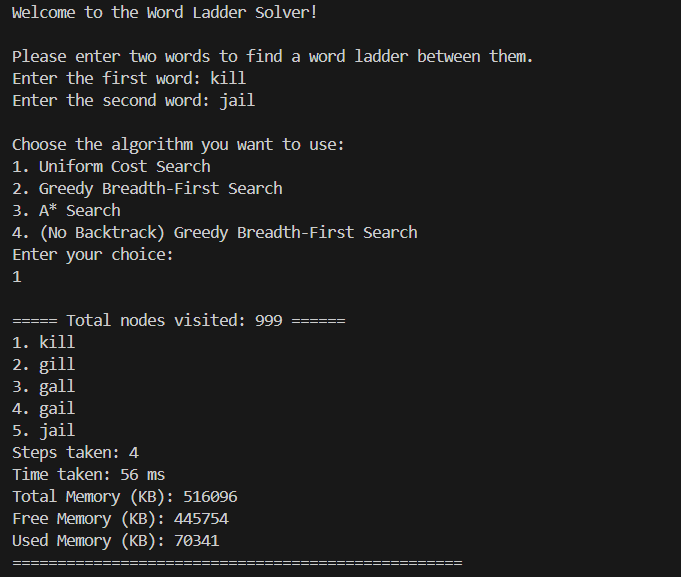 Welcome to the Word Ladder Solver!
Please enter two words to find a word ladder between them.
Enter the first word: kill
Enter the second word: jail
Choose the algorithm you want to use:
1. Uniform Cost Search
2. Greedy Breadth-First Search
3. A* Search
4. (No Backtrack) Greedy Breadth-First Search
Enter your choice:
1
===== Total nodes visited: 999 ======
1. kill
2. gill
3. gall
4. gail
5. jail
Steps taken: 4
Time taken: 56 ms
Total Memory (KB): 516096
Free Memory (KB): 445754
Used Memory (KB): 70341
==================================================